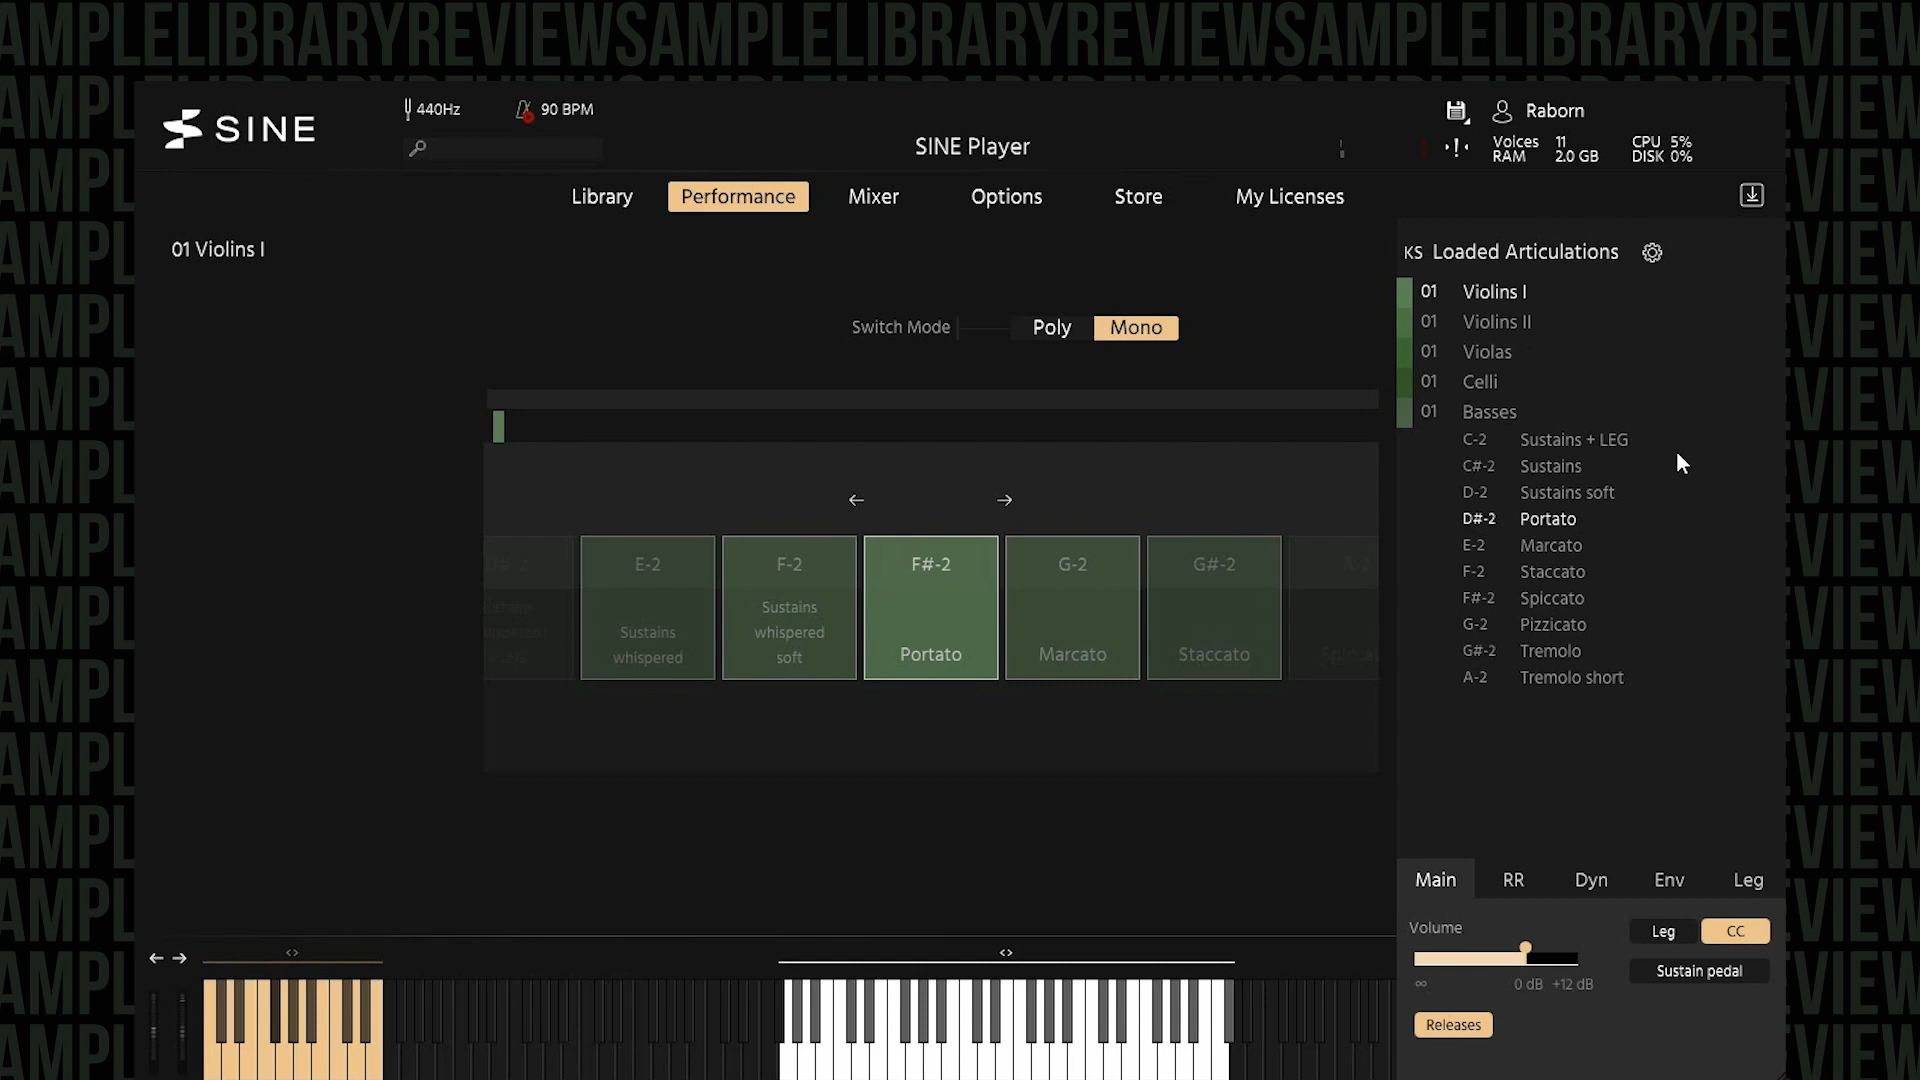 AMPLELIBRARYREVIEWSAMPLELIBRARYREVIEWSAMPLELIBRARYREVIEW
SINE
440Hz
90 BPM
SINE Player
Raborn
Voices 11
RAM 2.0 GB
CPU 5%
DISK 0%
Library
Performance
Mixer
Options
Store
My Licenses
01 Violins I
Switch Mode
Poly
Mono
E-2
Sustains
whispered
F-2
Sustains
whispered
soft
F#-2
Portato
G-2
Marcato
G#-2
Staccato
KS Loaded Articulations
01 Violins I
01 Violins II
01 Violas
01 Celli
01 Basses
C-2 Sustains + LEG
C#-2 Sustains
D-2 Sustains soft
D#-2 Portato
E-2 Marcato
F-2 Staccato
F#-2 Spiccato
G-2 Pizzicato
G#-2 Tremolo
A-2 Tremolo short
Main
RR
Dyn
Env
Leg
Volume
∞ 0 dB +12 dB
Leg
CC
Sustain pedal
Releases